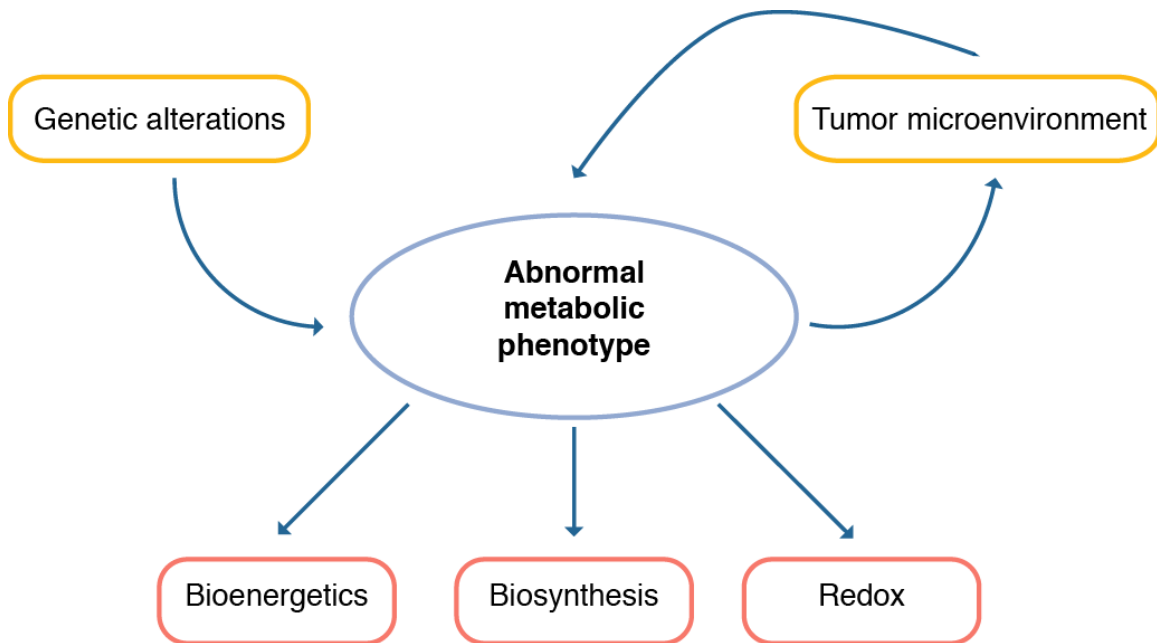 Genetic alterations
Tumor microenvironment
Abnormal
metabolic
phenotype
Bioenergetics
Biosynthesis
Redox